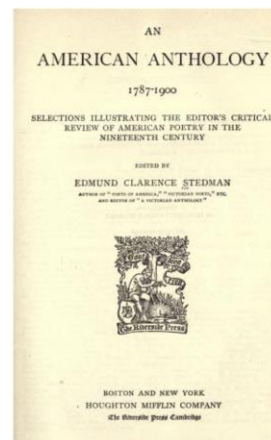 AN
AMERICAN ANTHOLOGY
1787-1900
SELECTIONS ILLUSTRATING THE EDITOR'S CRITICAL
REVIEW OF AMERICAN POETRY IN THE
NINETEENTH CENTURY
EDITED BY
EDMUND CLARENCE STEDMAN
AUTHOR OF "POETS OF AMERICA," "VICTORIAN POETS," ETC.
AND EDITOR OF "A VICTORIAN ANTHOLOGY"
The Riverside Press
BOSTON AND NEW YORK
HOUGHTON MIFFLIN COMPANY
The Riverside Press Cambridge